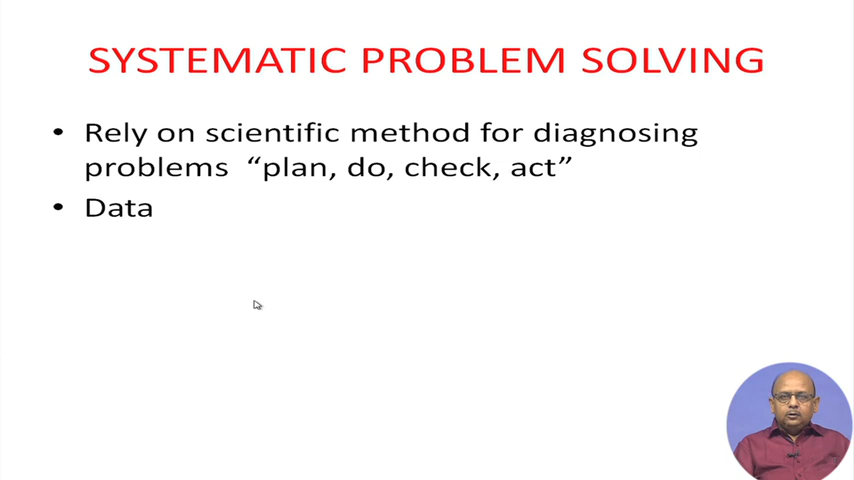 SYSTEMATIC PROBLEM SOLVING
• Rely on scientific method for diagnosing
problems “plan, do, check, act”
• Data